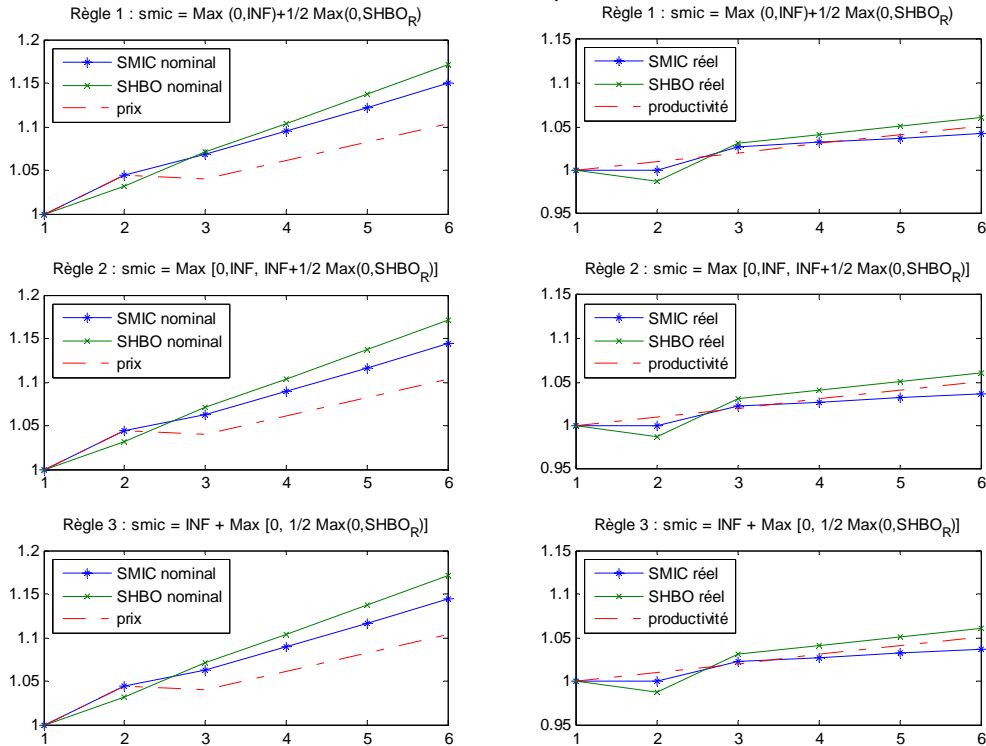 Règle 1 : smic = Max (0,INF)+1/2 Max(0,SHBO_R)
1.2
1.15
1.1
1.05
1
SMIC nominal
SHBO nominal
prix
1 2 3 4 5 6
Règle 1 : smic = Max (0,INF)+1/2 Max(0,SHBO_R)
1.15
1.1
1.05
1
0.95
SMIC réel
SHBO réel
productivité
1 2 3 4 5 6
Règle 2 : smic = Max [0,INF, INF+1/2 Max(0,SHBO_R)]
1.2
1.15
1.1
1.05
1
SMIC nominal
SHBO nominal
prix
1 2 3 4 5 6
Règle 2 : smic = Max [0,INF, INF+1/2 Max(0,SHBO_R)]
1.15
1.1
1.05
1
0.95
SMIC réel
SHBO réel
productivité
1 2 3 4 5 6
Règle 3 : smic = INF + Max [0, 1/2 Max(0,SHBO_R)]
1.2
1.15
1.1
1.05
1
SMIC nominal
SHBO nominal
prix
1 2 3 4 5 6
Règle 3 : smic = INF + Max [0, 1/2 Max(0,SHBO_R)]
1.15
1.1
1.05
1
0.95
SMIC réel
SHBO réel
productivité
1 2 3 4 5 6